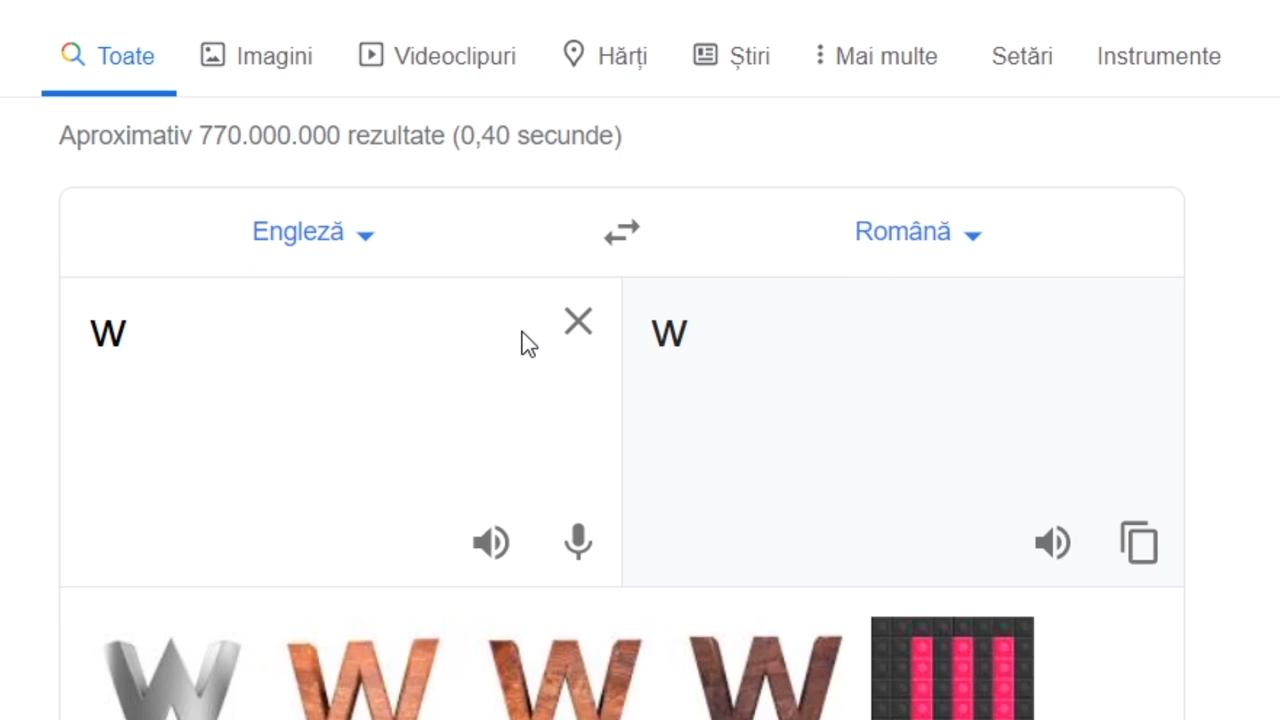 Toate Imagini Videoclipuri Hărți Știri Mai multe Setări Instrumente
Aproximativ 770.000.000 rezultate (0,40 secunde)
Engleză Română
W W
W W W W